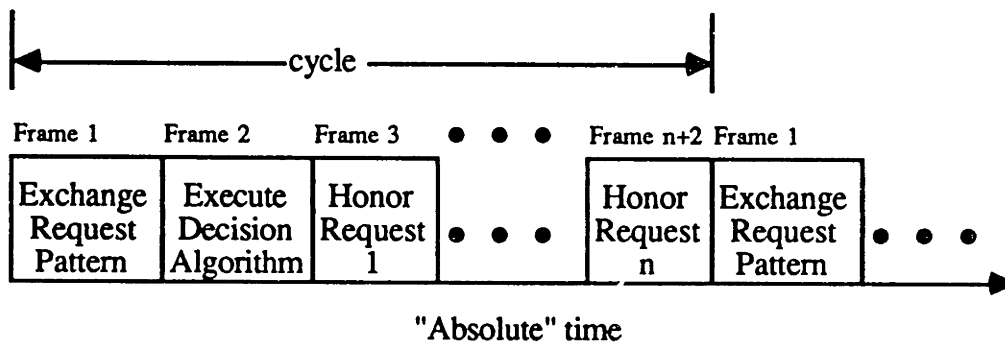 cycle
Frame 1 Frame 2 Frame 3 Frame n+2 Frame 1
Exchange Execute Honor Honor Exchange
Request Decision Request Request Request
Pattern Algorithm 1 n Pattern
"Absolute" time